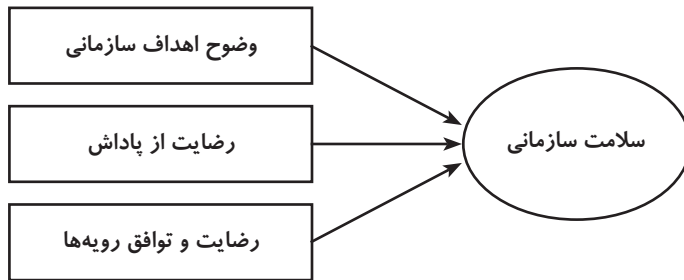 وضوح اهداف سازمانی
رضایت از پاداش
سلامت سازمانی
رضایت و توافق رویه‌ها